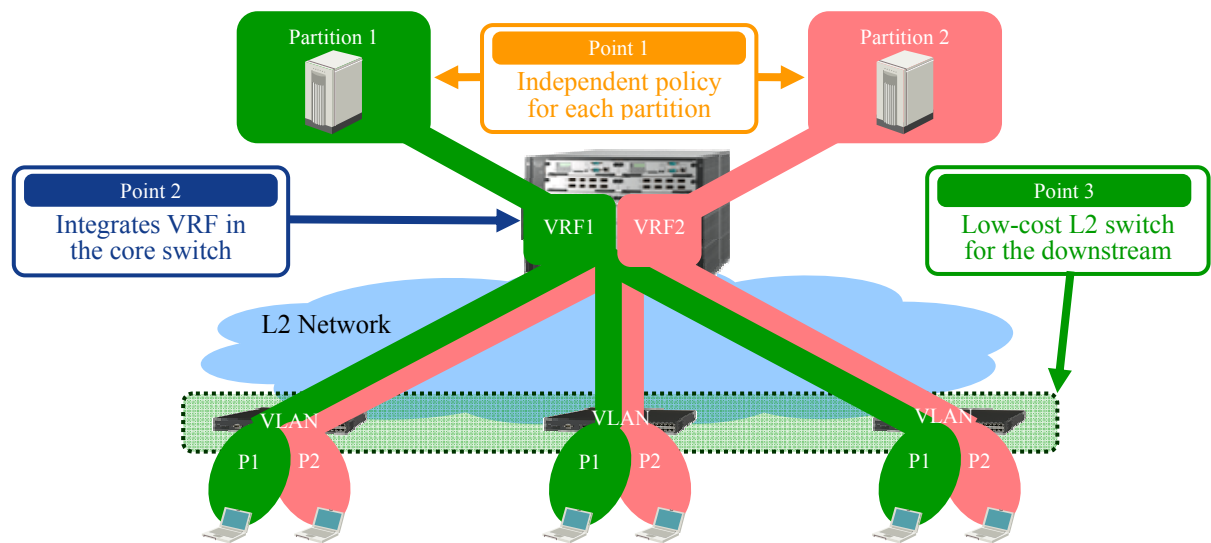 Partition 1
Point 1
Independent policy
for each partition
Partition 2
Point 2
Integrates VRF in
the core switch
VRF1
VRF2
Point 3
Low-cost L2 switch
for the downstream
L2 Network
VLAN
VLAN
VLAN
P1
P2
P1
P2
P1
P2